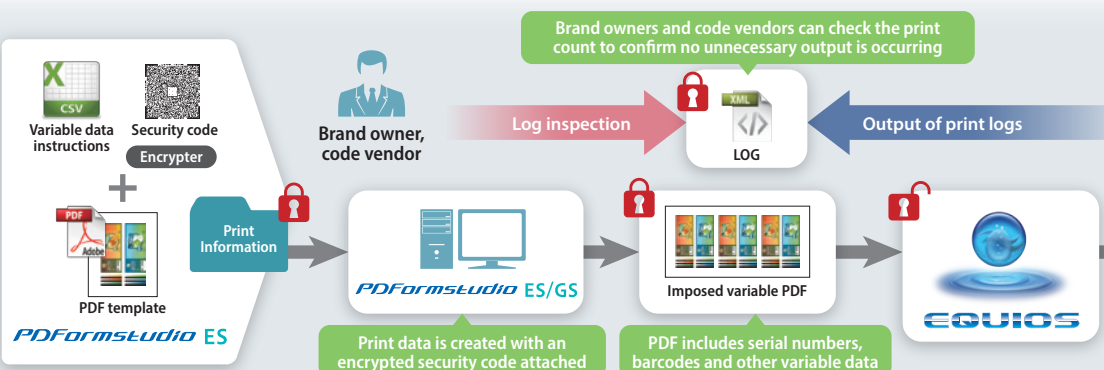 Brand owners and code vendors can check the print
count to confirm no unnecessary output is occurring
X
CSV
Variable data
instructions
Security code
Encrypter
+
PDF
Adobe
PDF template
PDFormstudio ES
Print
Information
Brand owner,
code vendor
Log inspection
XML
</>
LOG
Output of print logs
PDFormstudio ES/GS
Print data is created with an
encrypted security code attached
Imposed variable PDF
PDF includes serial numbers,
barcodes and other variable data
EQUIOS